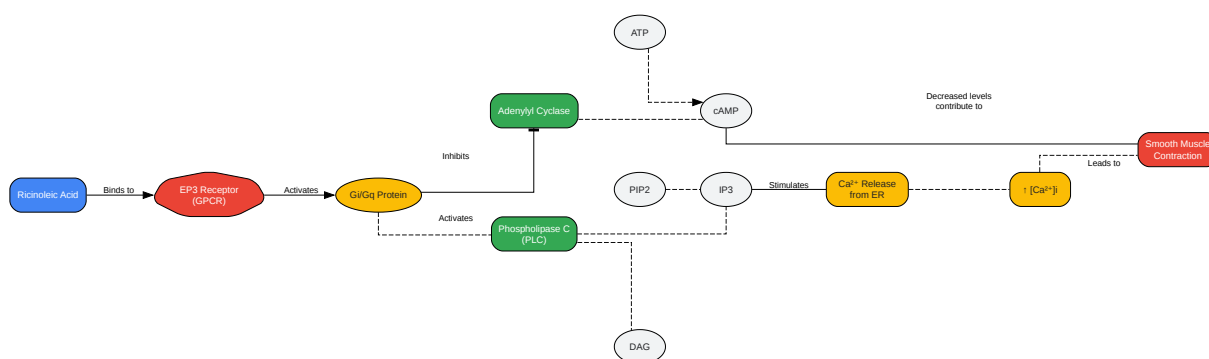 ATP
Decreased levels
contribute to
Adenylyl Cyclase
cAMP
Smooth Muscle
Contraction
Inhibits
Leads to
Ricinoleic Acid
Binds to
EP3 Receptor
(GPCR)
Activates
Gi/Gq Protein
PIP2
IP3
Stimulates
Ca²⁺ Release
from ER
↑ [Ca²⁺]i
Activates
Phospholipase C
(PLC)
DAG